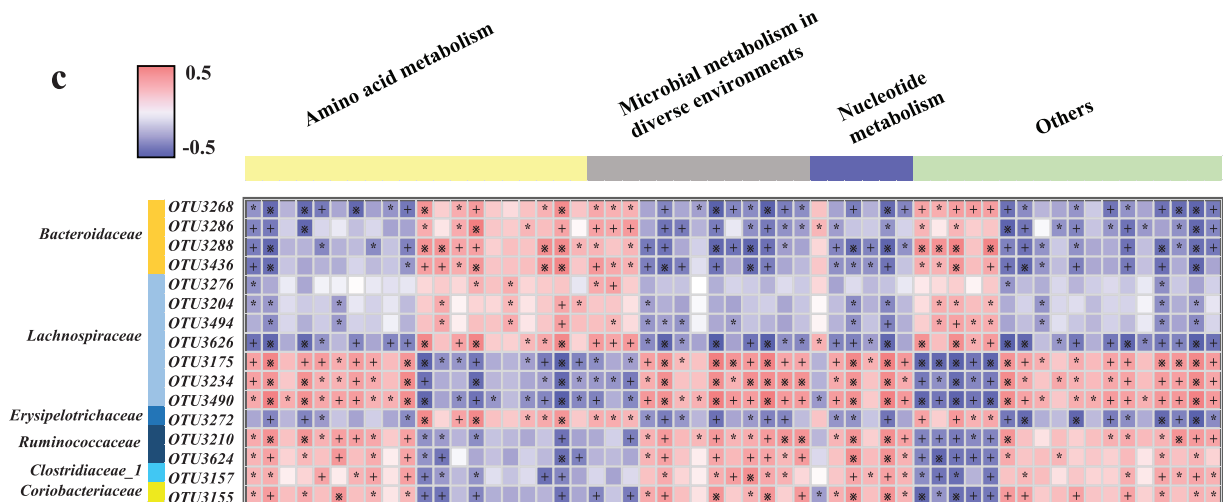 c
0.5
-0.5
Amino acid metabolism
Microbial metabolism in
diverse environments
Nucleotide
metabolism
Others
Bacteroidaceae
Lachnospiraceae
Erysipelotrichaceae
Ruminococcaceae
Clostridiaceae_1
Coriobacteriaceae
OTU3268
OTU3286
OTU3288
OTU3436
OTU3276
OTU3204
OTU3494
OTU3626
OTU3175
OTU3234
OTU3490
OTU3272
OTU3210
OTU3624
OTU3157
OTU3155